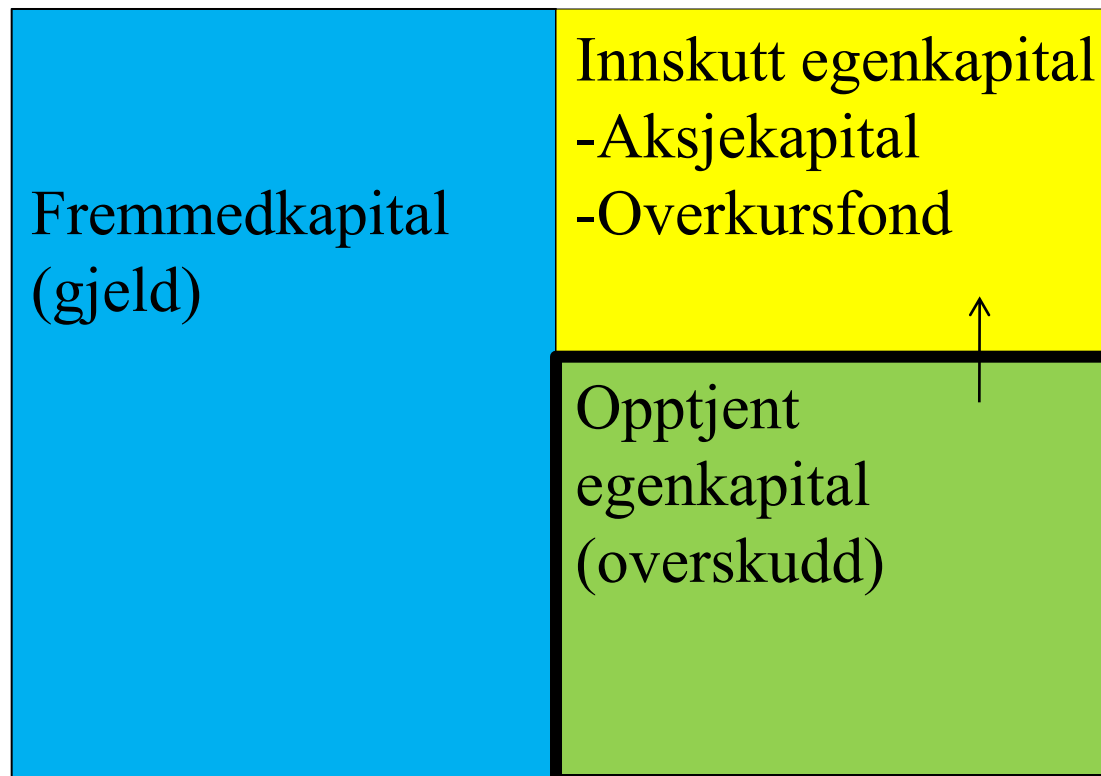 Fremmedkapital
(gjeld)
Innskutt egenkapital
-Aksjekapital
-Overkursfond
Opptjent
egenkapital
(overskudd)